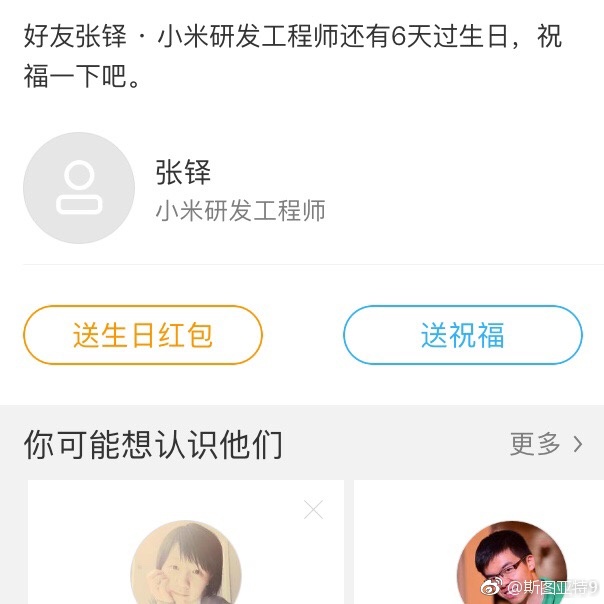 好友张铎 · 小米研发工程师还有6天过生日，祝
福一下吧。
张铎
小米研发工程师
送生日红包
送祝福
你可能想认识他们
更多
@斯图亚特9